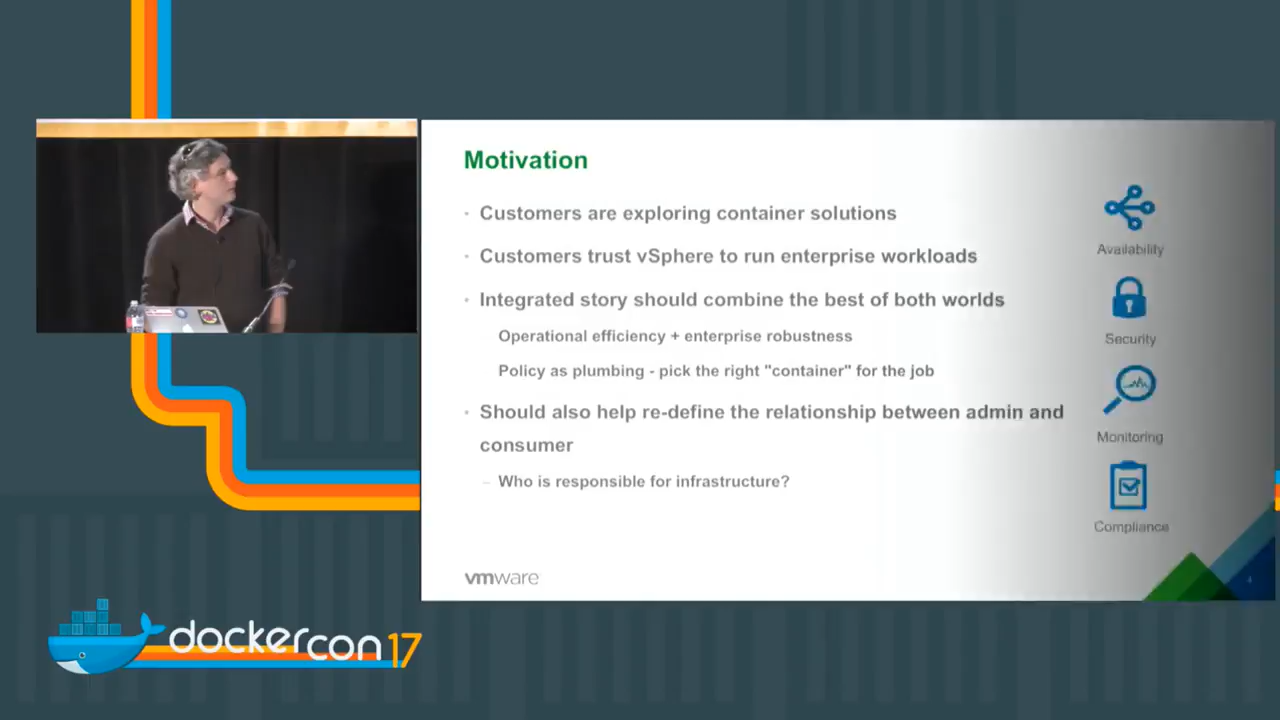 Motivation
Customers are exploring container solutions
Customers trust vSphere to run enterprise workloads
Integrated story should combine the best of both worlds
Operational efficiency + enterprise robustness
Policy as plumbing - pick the right "container" for the job
Should also help re-define the relationship between admin and
consumer
Who is responsible for infrastructure?
Availability
Security
Monitoring
Compliance
vmware
4
dockercon 17